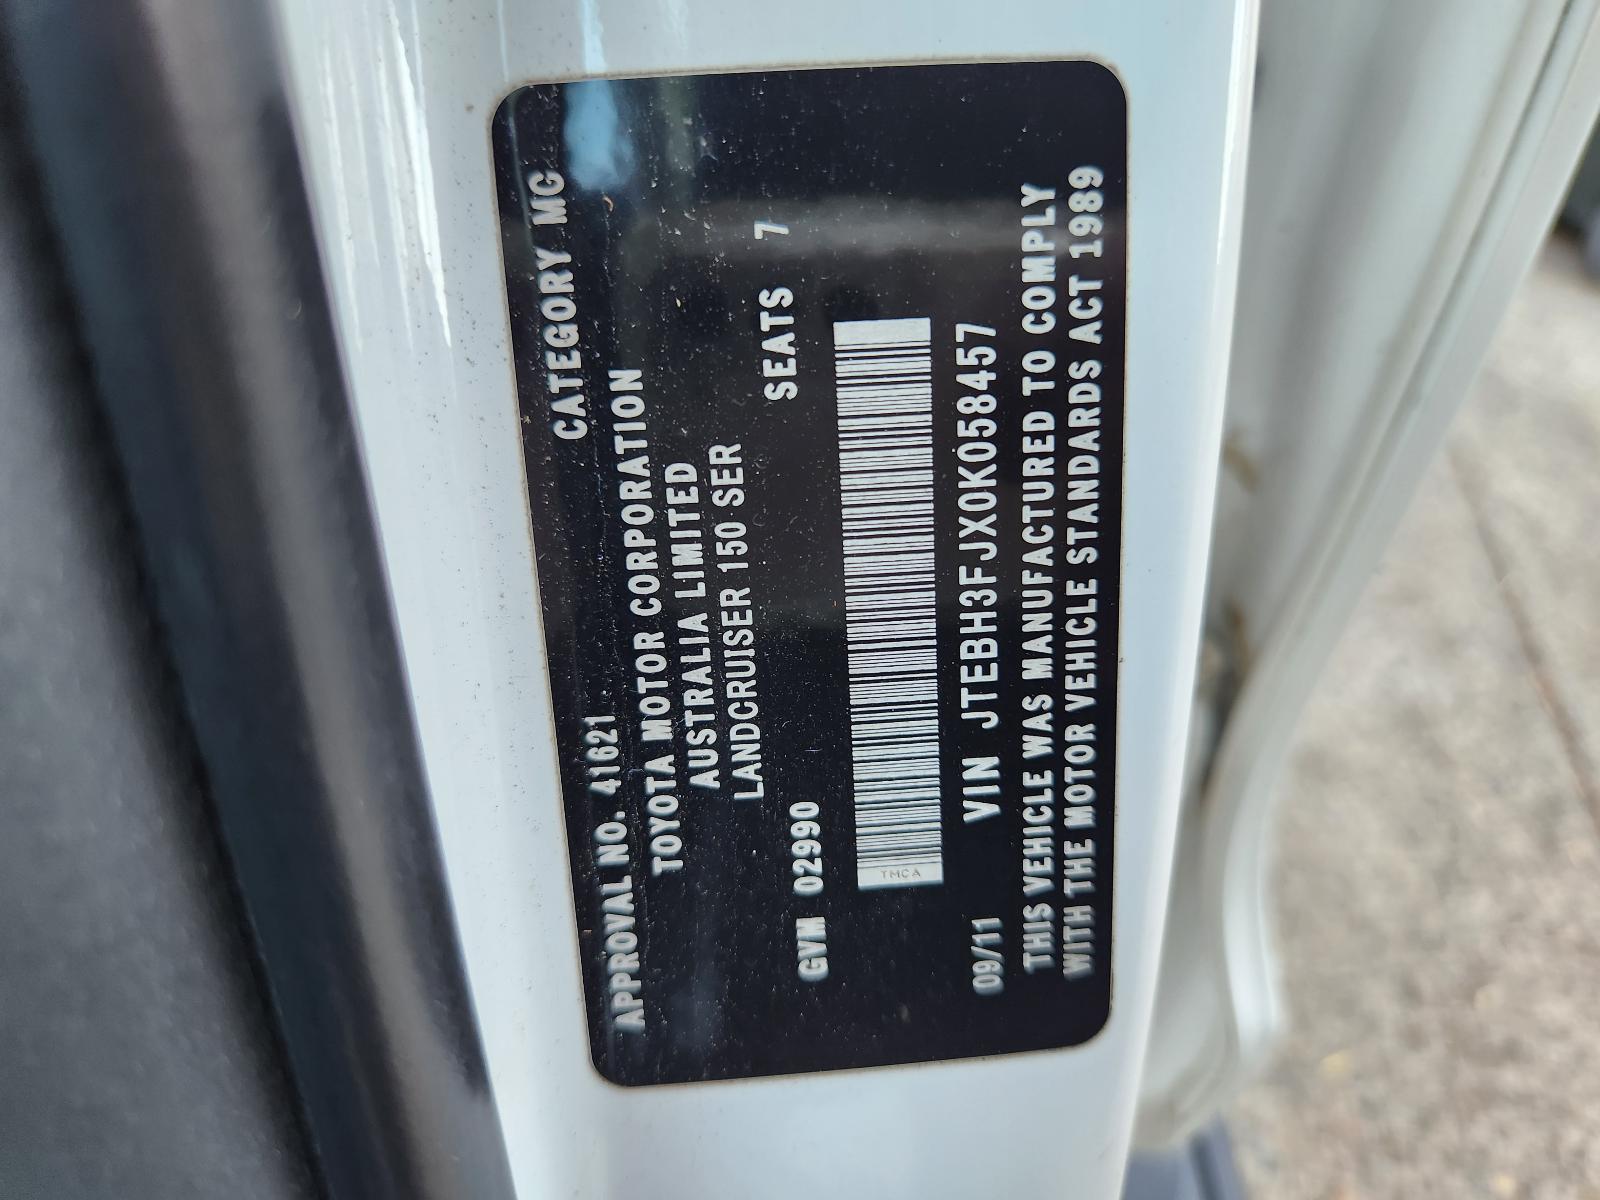 APPROVAL NO. 41621 CATEGORY MC
TOYOTA MOTOR CORPORATION
AUSTRALIA LIMITED
LANDCRUISER 150 SER
GVM 02990 SEATS 7
TMCA
09/11 VIN JTEBH3FJX0K058457
THIS VEHICLE WAS MANUFACTURED TO COMPLY
WITH THE MOTOR VEHICLE STANDARDS ACT 1989